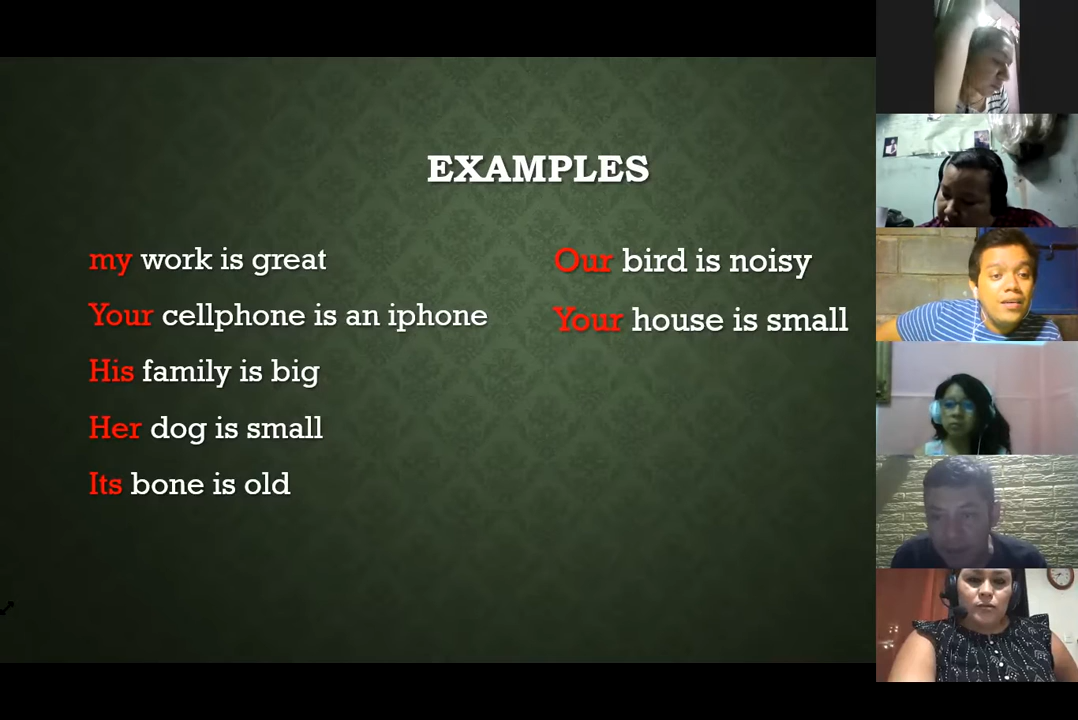 EXAMPLES
my work is great
Your cellphone is an iphone
His family is big
Her dog is small
Its bone is old
Our bird is noisy
Your house is small